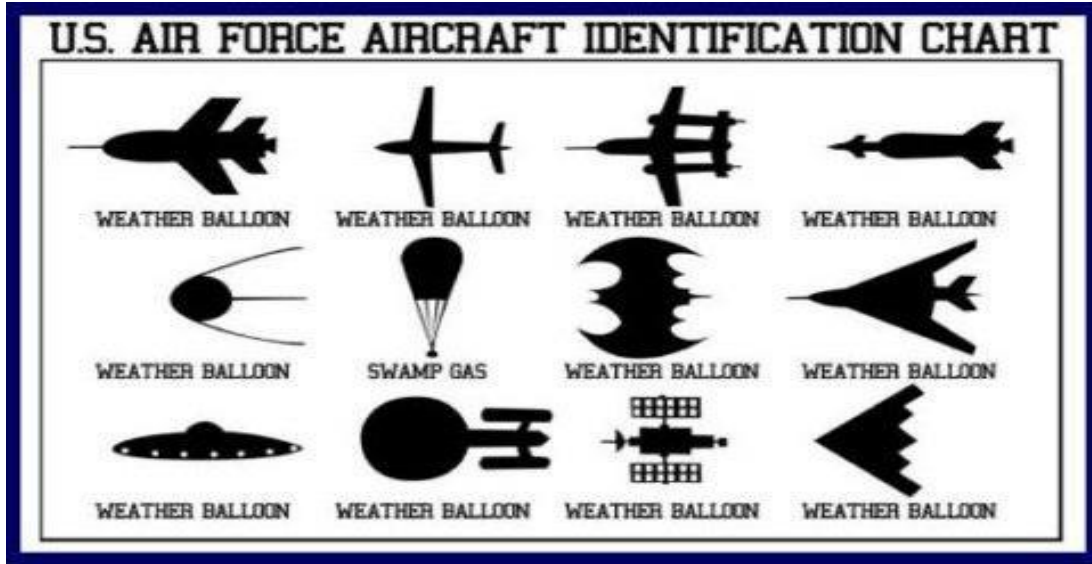 U.S. AIR FORCE AIRCRAFT IDENTIFICATION CHART
WEATHER BALLOON WEATHER BALLOON WEATHER BALLOON WEATHER BALLOON
WEATHER BALLOON SWAMP GAS WEATHER BALLOON WEATHER BALLOON
WEATHER BALLOON WEATHER BALLOON WEATHER BALLOON WEATHER BALLOON